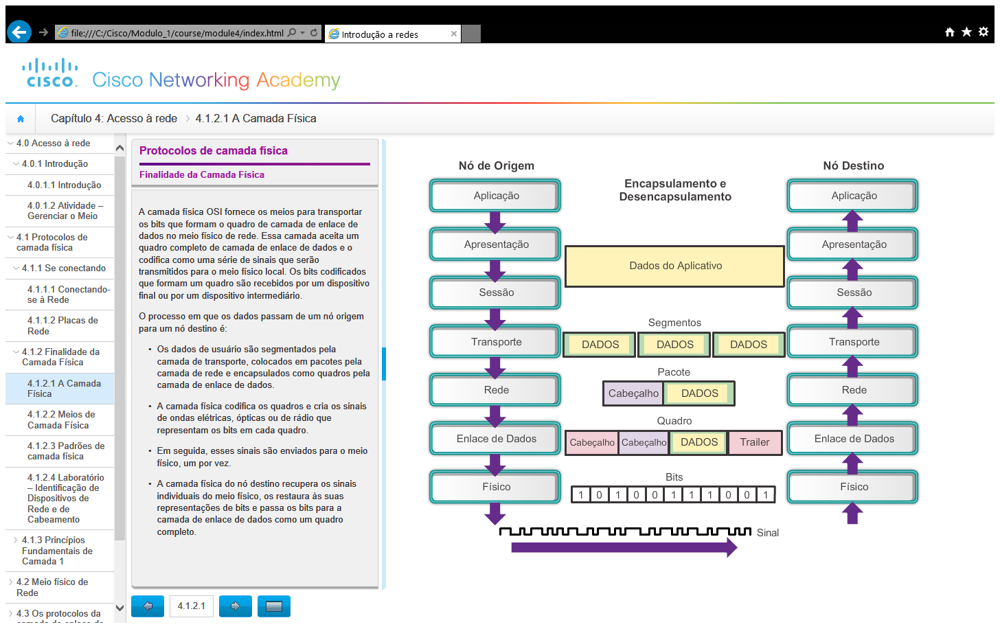 file:///C:/Cisco/Modulo_1/course/module4/index.html
Introdução a redes
CISCO
Cisco Networking Academy
Capítulo 4: Acesso à rede
4.1.2.1 A Camada Física
4.0 Acesso à rede
4.0.1 Introdução
4.0.1.1 Introdução
4.0.1.2 Atividade –
Gerenciar o Meio
4.1 Protocolos de
camada física
4.1.1 Se conectando
4.1.1.1 Conectando-
se à Rede
4.1.1.2 Placas de
Rede
4.1.2 Finalidade da
Camada Física
4.1.2.1 A Camada
Física
4.1.2.2 Meios de
Camada Física
4.1.2.3 Padrões de
camada física
4.1.2.4 Laboratório
– Identificação de
Dispositivos de
Rede e de
Cabeamento
4.1.3 Princípios
Fundamentais de
Camada 1
4.2 Meio físico de
Rede
4.3 Os protocolos da
Protocolos de camada física
Finalidade da Camada Física
A camada física OSI fornece os meios para transportar
os bits que formam o quadro de camada de enlace de
dados no meio físico de rede. Essa camada aceita um
quadro completo de camada de enlace de dados e o
codifica como uma série de sinais que serão
transmitidos para o meio físico local. Os bits codificados
que formam um quadro são recebidos por um dispositivo
final ou por um dispositivo intermediário.
O processo em que os dados passam de um nó origem
para um nó destino é:
• Os dados de usuário são segmentados pela
camada de transporte, colocados em pacotes pela
camada de rede e encapsulados como quadros pela
camada de enlace de dados.
• A camada física codifica os quadros e cria os sinais
de ondas elétricas, ópticas ou de rádio que
representam os bits em cada quadro.
• Em seguida, esses sinais são enviados para o meio
físico, um por vez.
• A camada física do nó destino recupera os sinais
individuais do meio físico, os restaura às suas
representações de bits e passa os bits para a
camada de enlace de dados como um quadro
completo.
4.1.2.1
Nó de Origem
Aplicação
Apresentação
Sessão
Transporte
Rede
Enlace de Dados
Físico
Encapsulamento e
Desencapsulamento
Dados do Aplicativo
Segmentos
DADOS DADOS DADOS
Pacote
Cabeçalho DADOS
Quadro
Cabeçalho Cabeçalho DADOS Trailer
Bits
1 0 1 0 0 1 1 1 0 0 1
Sinal
Nó Destino
Aplicação
Apresentação
Sessão
Transporte
Rede
Enlace de Dados
Físico